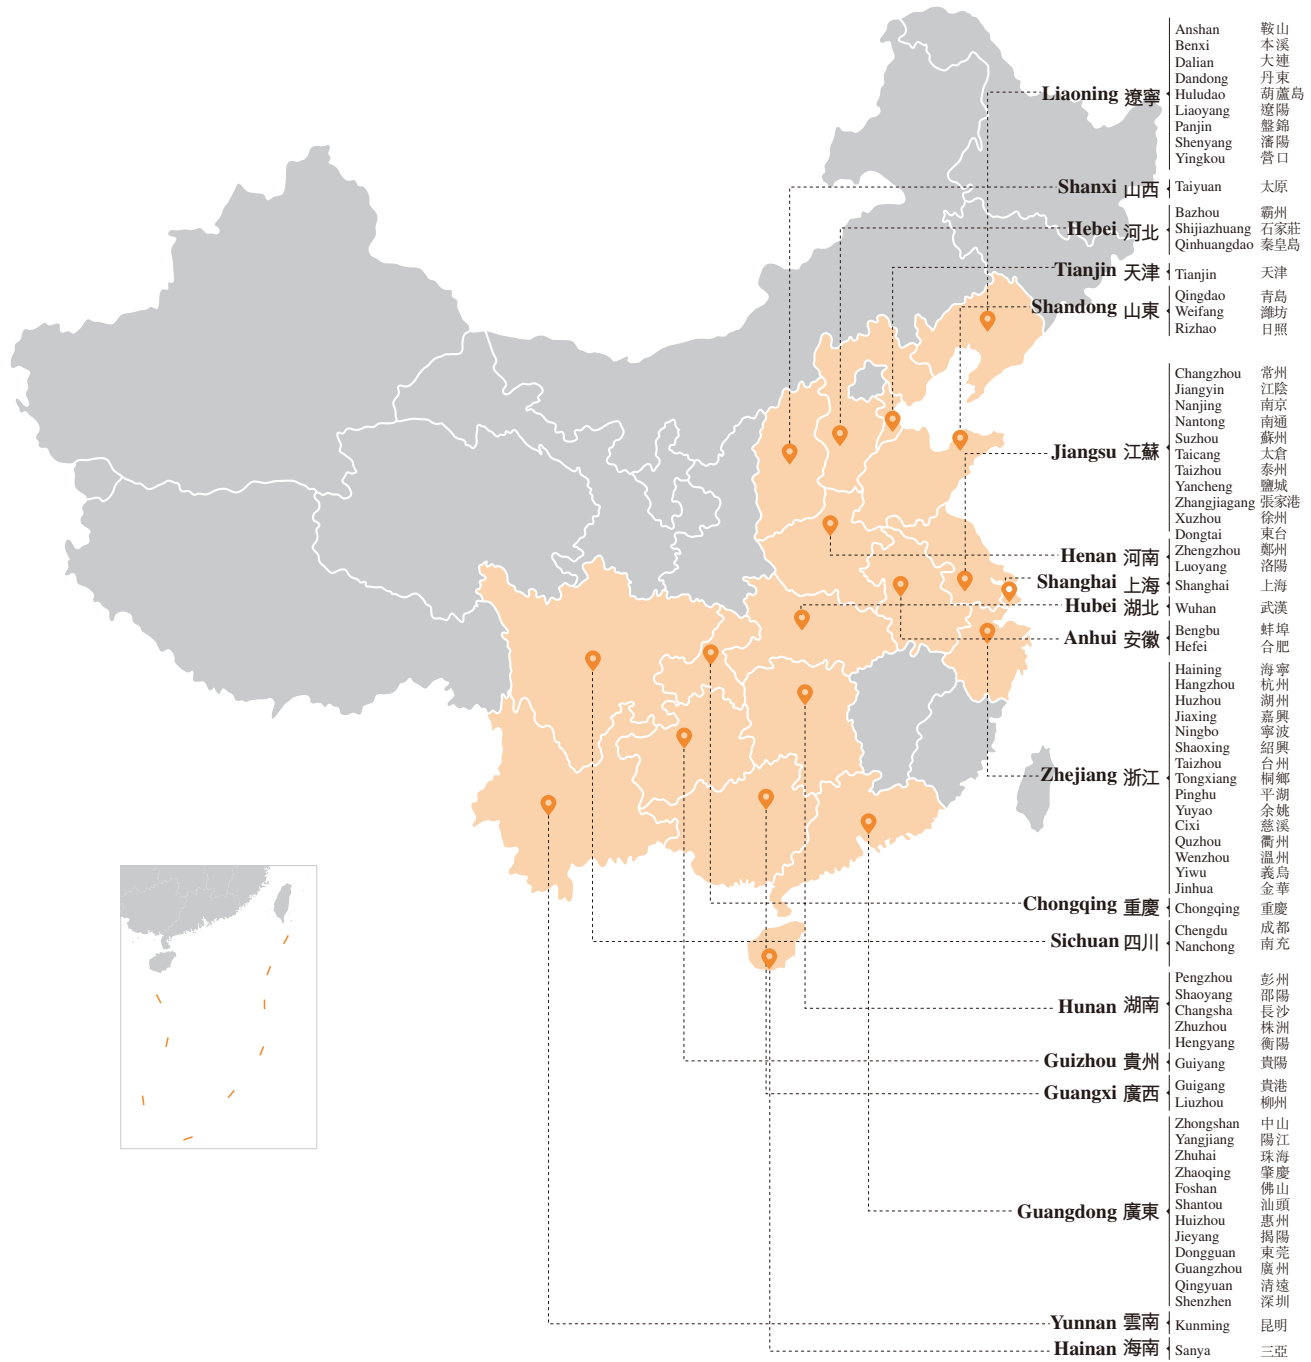 Liaoning 遼寧
Anshan 鞍山
Benxi 本溪
Dalian 大連
Dandong 丹東
Huludao 葫蘆島
Liaoyang 遼陽
Panjin 盤錦
Shenyang 瀋陽
Yingkou 營口
Shanxi 山西
Taiyuan 太原
Hebei 河北
Bazhou 霸州
Shijiazhuang 石家莊
Qinhuangdao 秦皇島
Tianjin 天津
Tianjin 天津
Shandong 山東
Qingdao 青島
Weifang 濰坊
Rizhao 日照
Jiangsu 江蘇
Changzhou 常州
Jiangyin 江陰
Nanjing 南京
Nantong 南通
Suzhou 蘇州
Taicang 太倉
Taizhou 泰州
Yancheng 鹽城
Zhangjiagang 張家港
Xuzhou 徐州
Dongtai 東台
Henan 河南
Zhengzhou 鄭州
Luoyang 洛陽
Shanghai 上海
Shanghai 上海
Hubei 湖北
Wuhan 武漢
Anhui 安徽
Bengbu 蚌埠
Hefei 合肥
Zhejiang 浙江
Haining 海寧
Hangzhou 杭州
Huzhou 湖州
Jiaxing 嘉興
Ningbo 寧波
Shaoxing 紹興
Taizhou 台州
Tongxiang 桐鄉
Pinghu 平湖
Yuyao 余姚
Cixi 慈溪
Quzhou 衢州
Wenzhou 溫州
Yiwu 義烏
Jinhua 金華
Chongqing 重慶
Chongqing 重慶
Sichuan 四川
Chengdu 成都
Nanchong 南充
Hunan 湖南
Pengzhou 彭州
Shaoyang 邵陽
Changsha 長沙
Zhuzhou 株洲
Hengyang 衡陽
Guizhou 貴州
Guiyang 貴陽
Guangxi 廣西
Guigang 貴港
Liuzhou 柳州
Guangdong 廣東
Zhongshan 中山
Yangjiang 陽江
Zhuhai 珠海
Zhaoqing 肇慶
Foshan 佛山
Shantou 汕頭
Huizhou 惠州
Jieyang 揭陽
Dongguan 東莞
Guangzhou 廣州
Qingyuan 清遠
Shenzhen 深圳
Yunnan 雲南
Kunming 昆明
Hainan 海南
Sanya 三亞